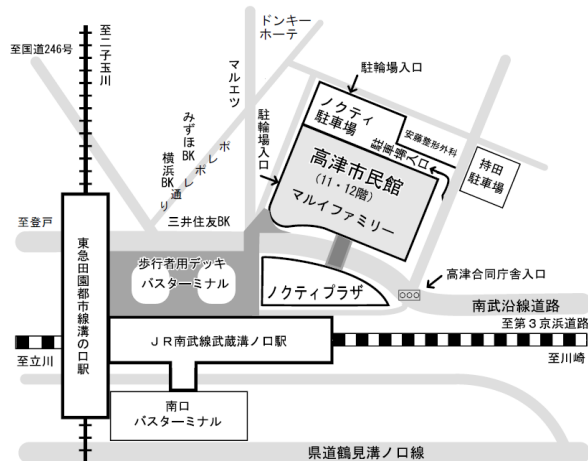 ドンキー
ホーテ
至二子玉川
至国道246号
マルエツ
駐輪場入口
ノクティ
駐車場
駐輪場入口
安藤整形外科
駐車場入口
持田
駐車場
みずほBK
横浜BK
ポレポレ通り
高津市民館
(11・12階)
マルイファミリー
三井住友BK
至登戸
東急田園都市線溝の口駅
歩行者用デッキ
バスターミナル
ノクティプラザ
高津合同庁舎入口
南武沿線道路
至第３京浜道路
ＪＲ南武線武蔵溝ノ口駅
至立川
至川崎
南口
バスターミナル
県道鶴見溝ノ口線